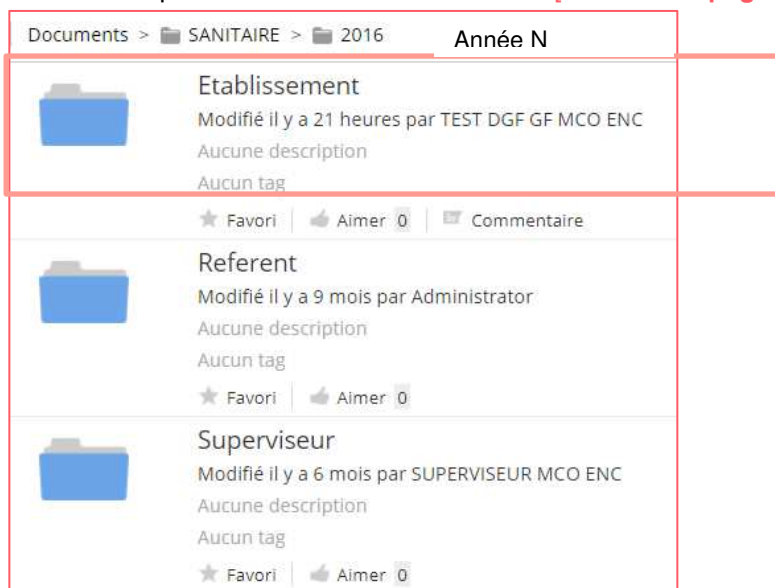 Documents > SANITAIRE > 2016 Année N
Etablissement
Modifié il y a 21 heures par TEST DGF GF MCO ENC
Aucune description
Aucun tag
Favori Aimer 0 Commentaire
Referent
Modifié il y a 9 mois par Administrator
Aucune description
Aucun tag
Favori Aimer 0
Superviseur
Modifié il y a 6 mois par SUPERVISEUR MCO ENC
Aucune description
Aucun tag
Favori Aimer 0